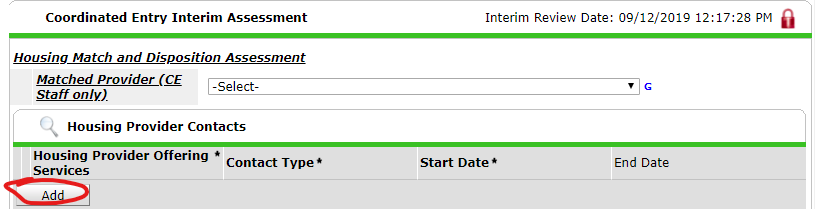 Coordinated Entry Interim Assessment Interim Review Date: 09/12/2019 12:17:28 PM
Housing Match and Disposition Assessment
Matched Provider (CE Staff only) -Select- G
Housing Provider Contacts
Housing Provider Offering * Contact Type* Start Date* End Date
Services
Add